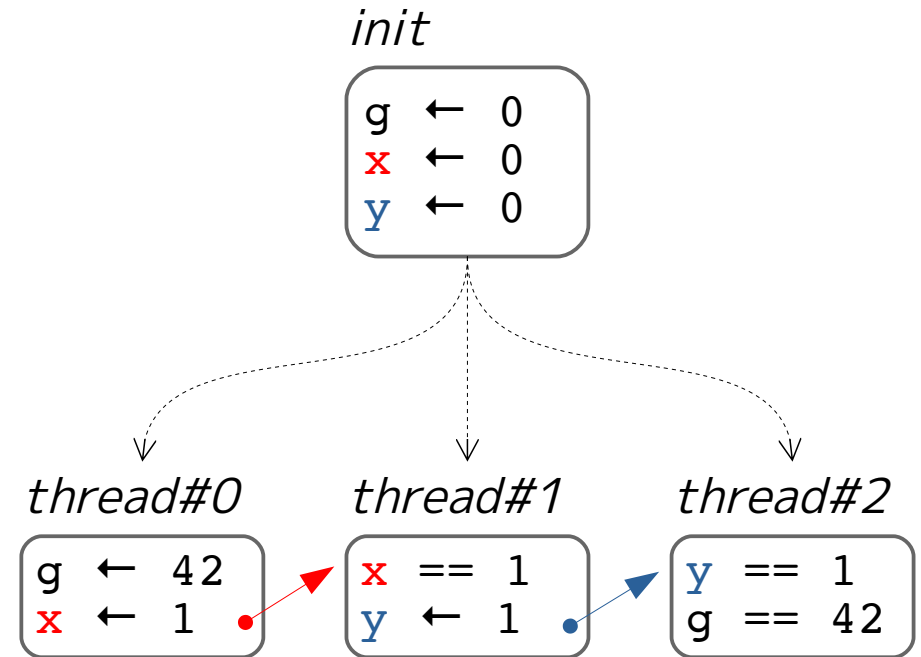 init
g ← 0
x ← 0
y ← 0
thread#0
g ← 42
x ← 1
thread#1
x == 1
y ← 1
thread#2
y == 1
g == 42